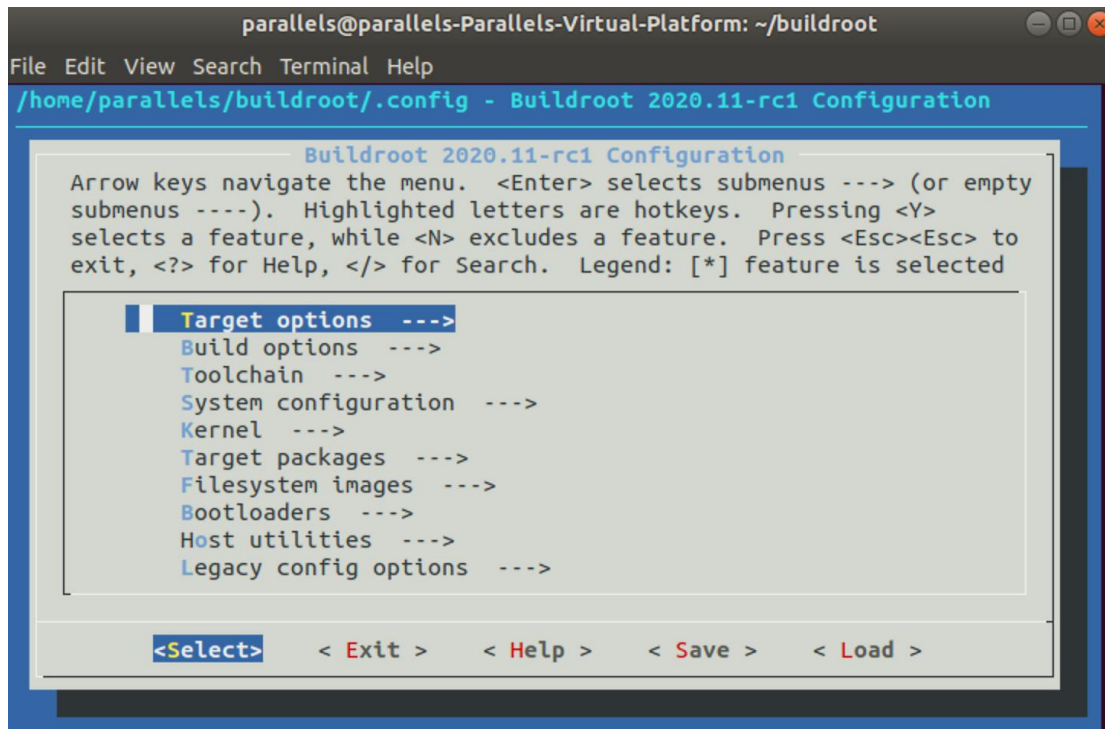 parallels@parallels-Parallels-Virtual-Platform: ~/buildroot
File Edit View Search Terminal Help
/home/parallels/buildroot/.config - Buildroot 2020.11-rc1 Configuration
Buildroot 2020.11-rc1 Configuration
Arrow keys navigate the menu.  <Enter> selects submenus ---> (or empty
submenus ----).  Highlighted letters are hotkeys.  Pressing <Y>
selects a feature, while <N> excludes a feature.  Press <Esc><Esc> to
exit, <?> for Help, </> for Search.  Legend: [*] feature is selected
Target options  --->
Build options  --->
Toolchain  --->
System configuration  --->
Kernel  --->
Target packages  --->
Filesystem images  --->
Bootloaders  --->
Host utilities  --->
Legacy config options  --->
<Select>    < Exit >    < Help >    < Save >    < Load >